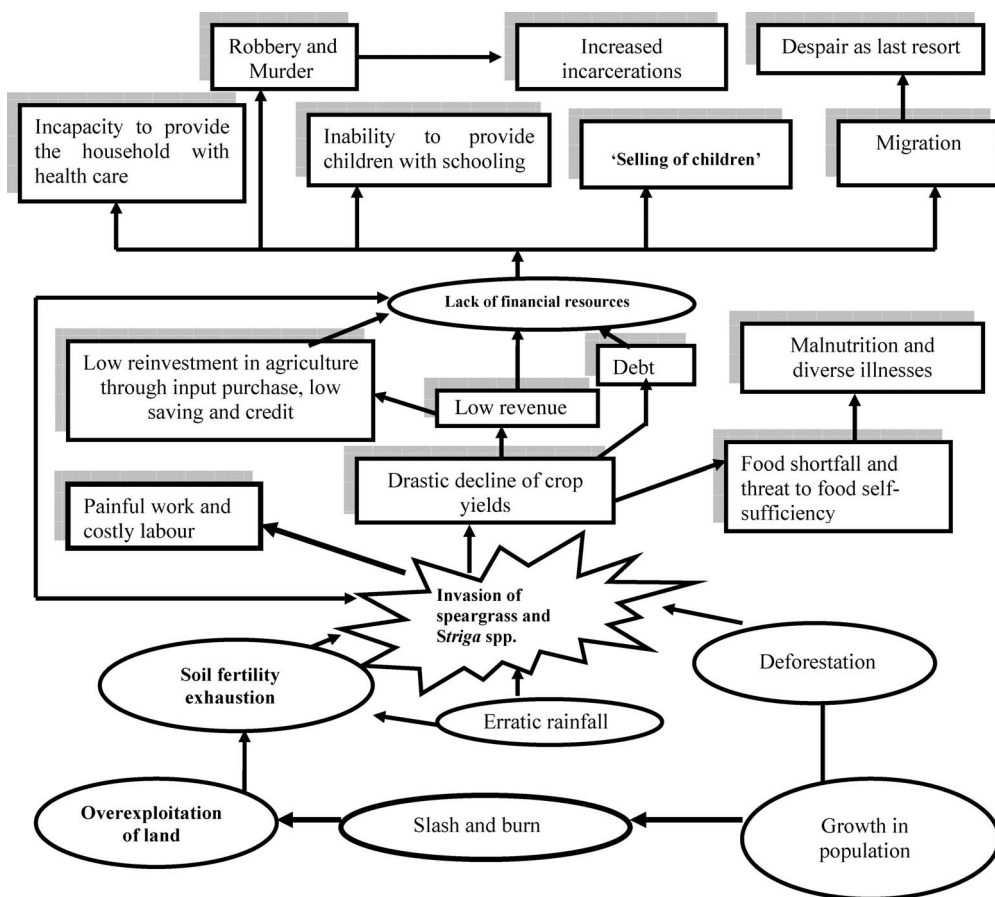 Robbery and
Murder
Increased
incarcerations
Despair as last resort
Incapacity to provide
the household with
health care
Inability to provide
children with schooling
‘Selling of children’
Migration
Lack of financial resources
Low reinvestment in agriculture
through input purchase, low
saving and credit
Debt
Low revenue
Malnutrition and
diverse illnesses
Drastic decline of crop
yields
Food shortfall and
threat to food self-
sufficiency
Painful work and
costly labour
Invasion of
speargrass and
Striga spp.
Soil fertility
exhaustion
Deforestation
Erratic rainfall
Overexploitation
of land
Slash and burn
Growth in
population